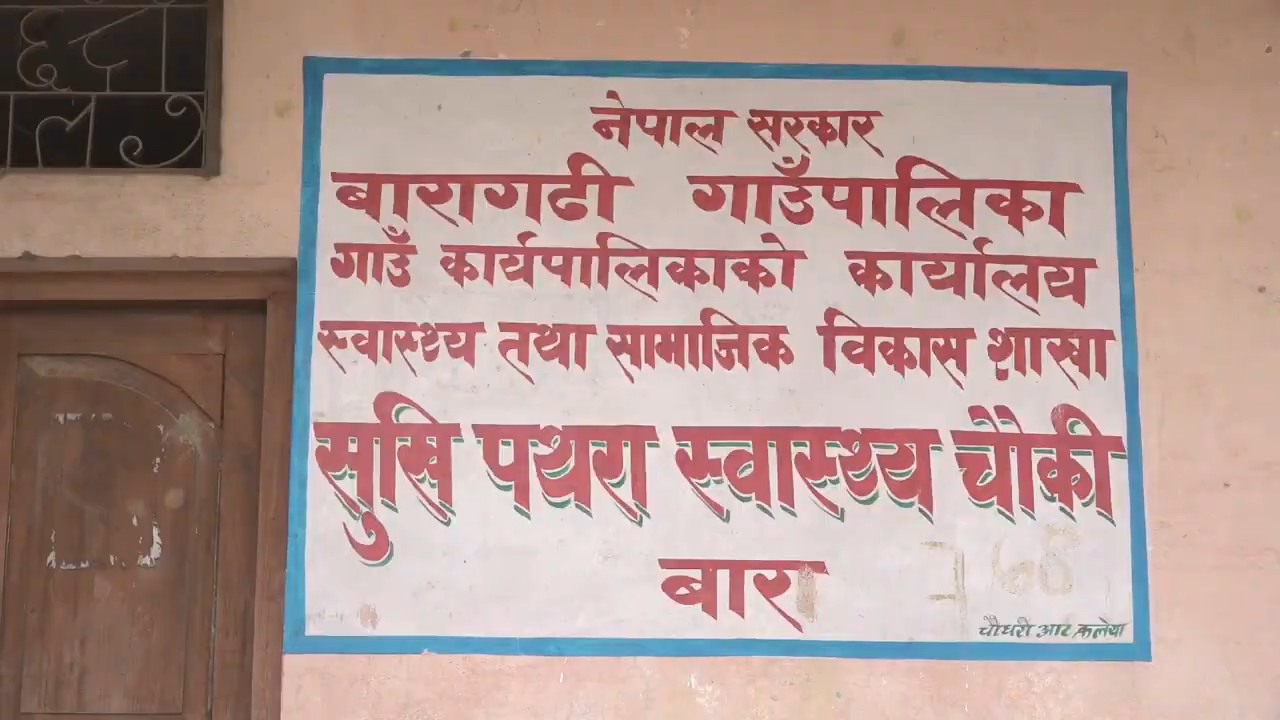 नेपाल सरकार
बारागढी गाउँपालिका
गाउँ कार्यपालिकाको कार्यालय
स्वास्थ्य तथा सामाजिक विकास शाखा
सुसि पथरा स्वास्थ्य चौकी
बारा
चौधरी आर्ट कलैया